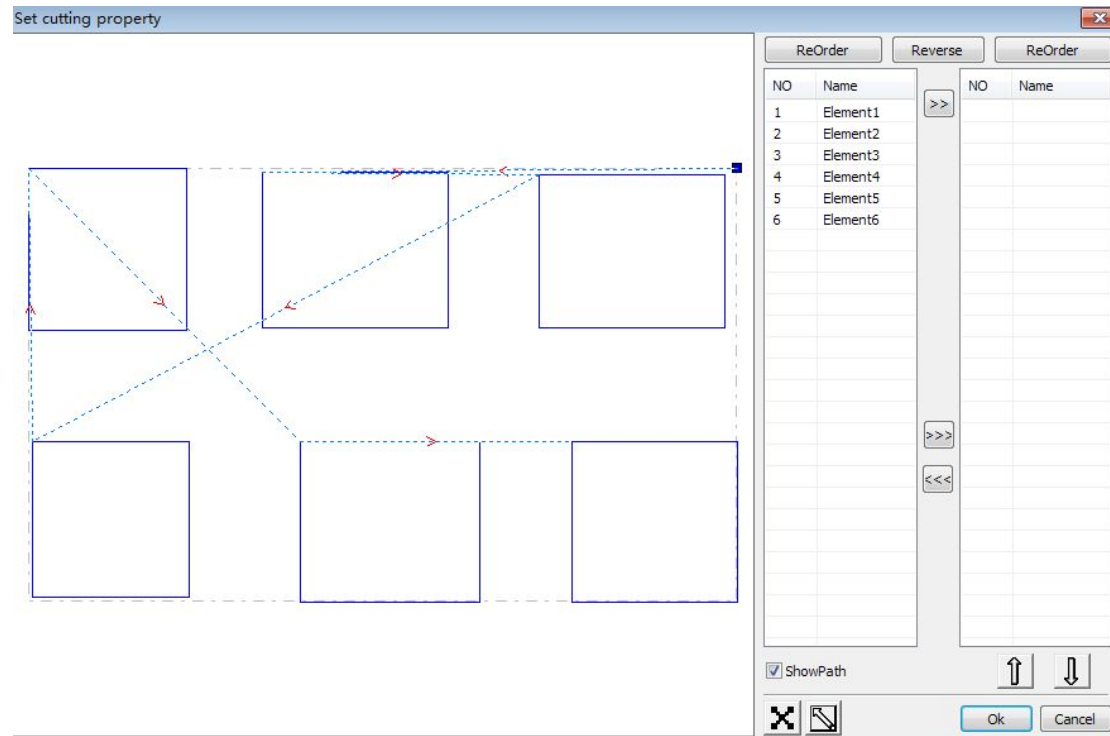 Set cutting property
ReOrder Reverse ReOrder
NO Name >> NO Name
1 Element1
2 Element2
3 Element3
4 Element4
5 Element5
6 Element6
>>>
<<<
ShowPath
Ok Cancel